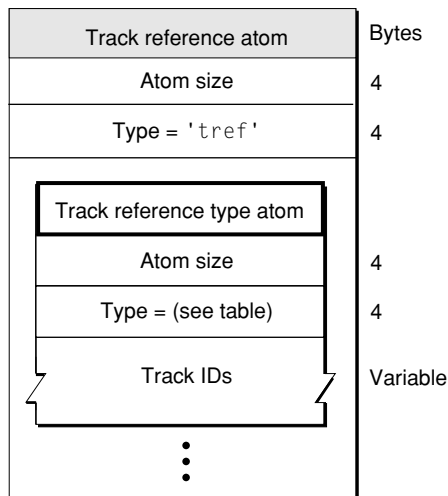 Track reference atom Bytes
Atom size 4
Type = 'tref' 4
Track reference type atom
Atom size 4
Type = (see table) 4
Track IDs Variable